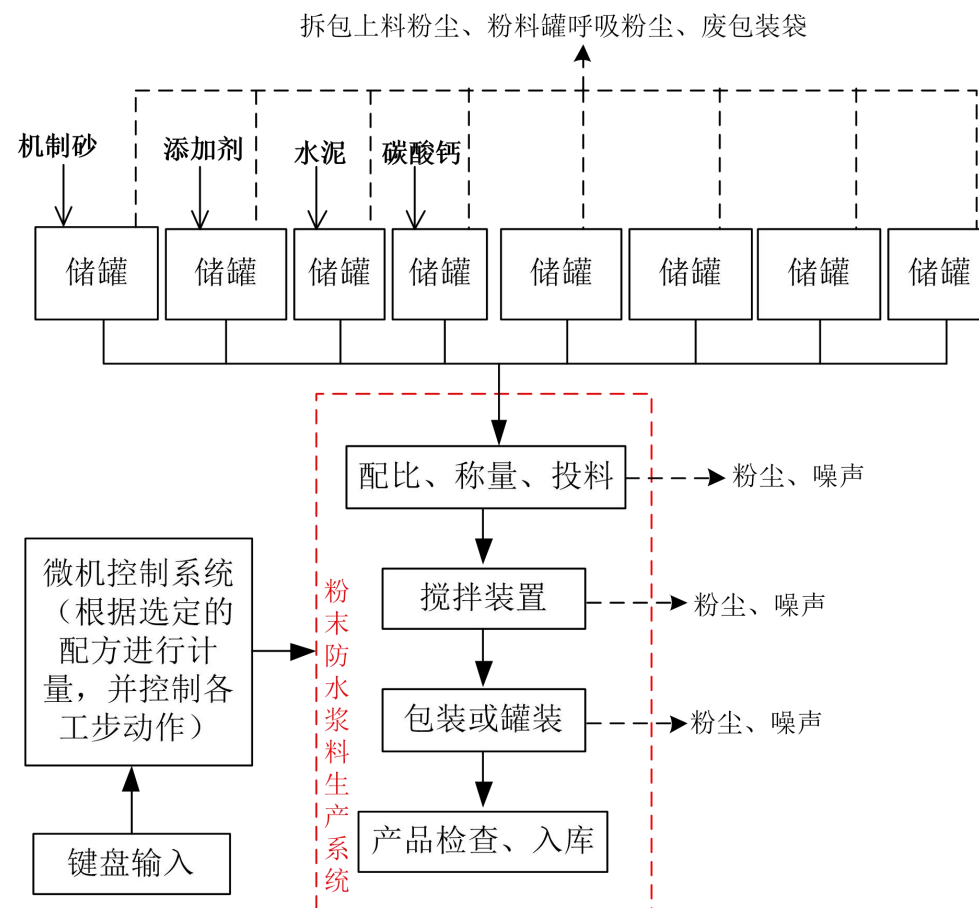 拆包上料粉尘、粉料罐呼吸粉尘、废包装袋
机制砂
添加剂
水泥
碳酸钙
储罐
储罐
储罐
储罐
储罐
储罐
储罐
储罐
配比、称量、投料
粉尘、噪声
微机控制系统
（根据选定的
配方进行计
量，并控制各
工步动作）
粉末防水浆料生产系统
搅拌装置
粉尘、噪声
包装或罐装
粉尘、噪声
产品检查、入库
键盘输入